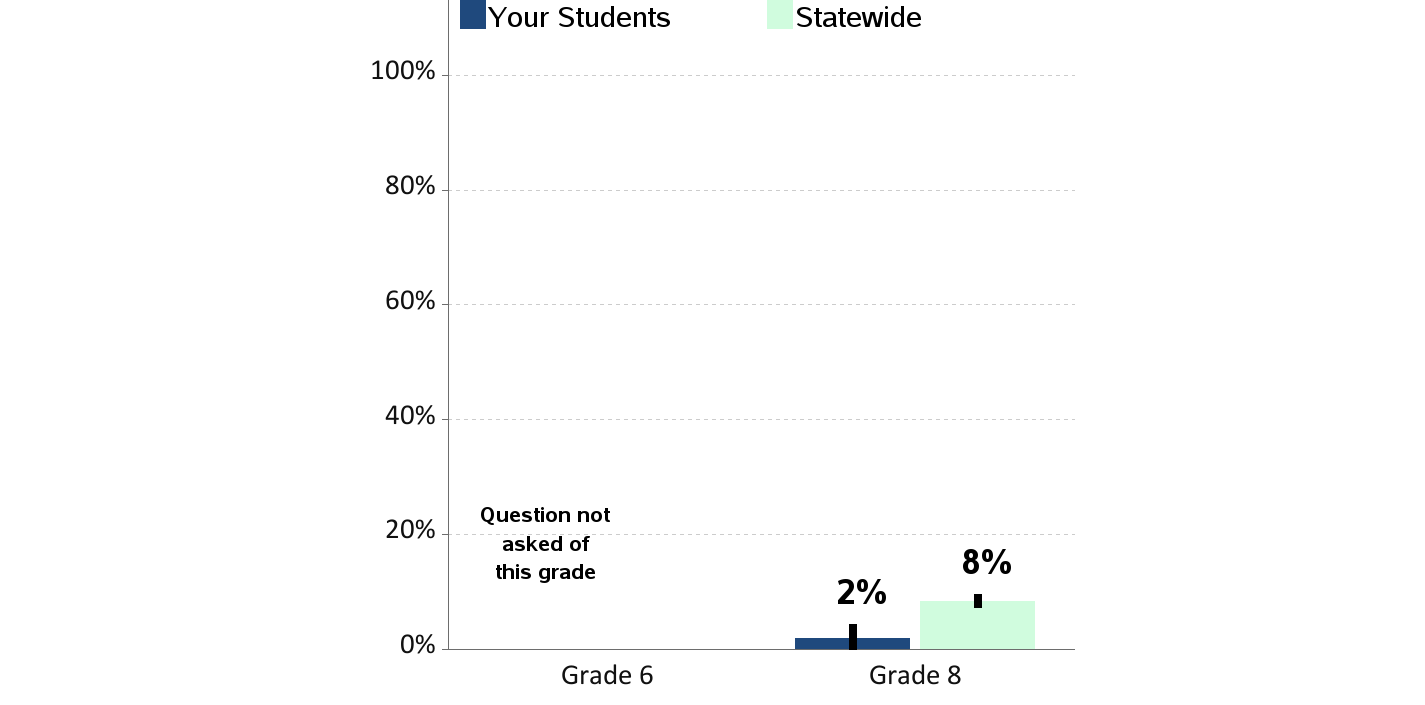 Your Students Statewide
100%
80%
60%
40%
20%
0%
Question not
asked of
this grade
2%
8%
Grade 6 Grade 8